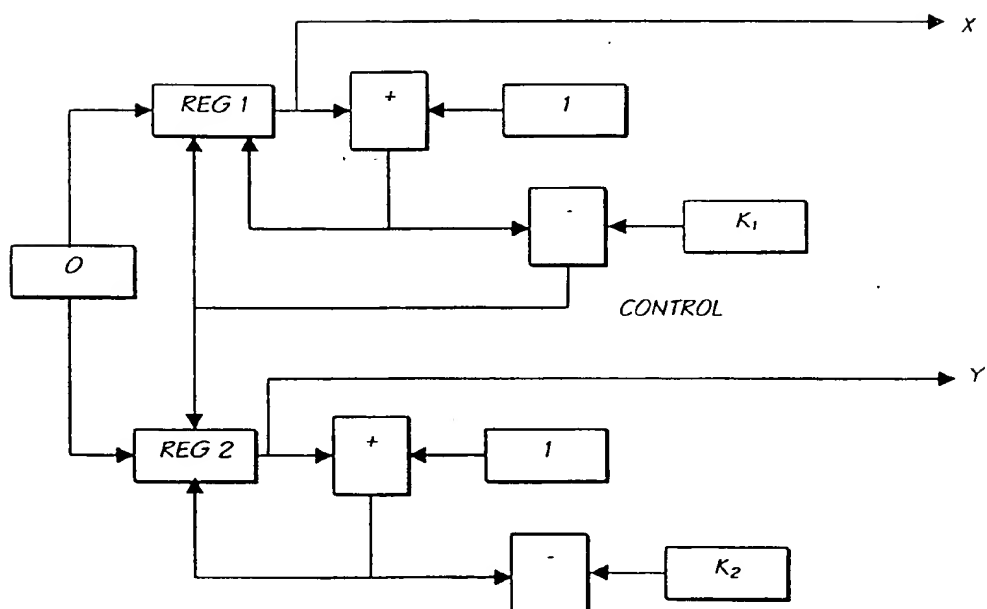 X
REG 1
+
1
-
K₁
O
CONTROL
Y
REG 2
+
1
-
K₂